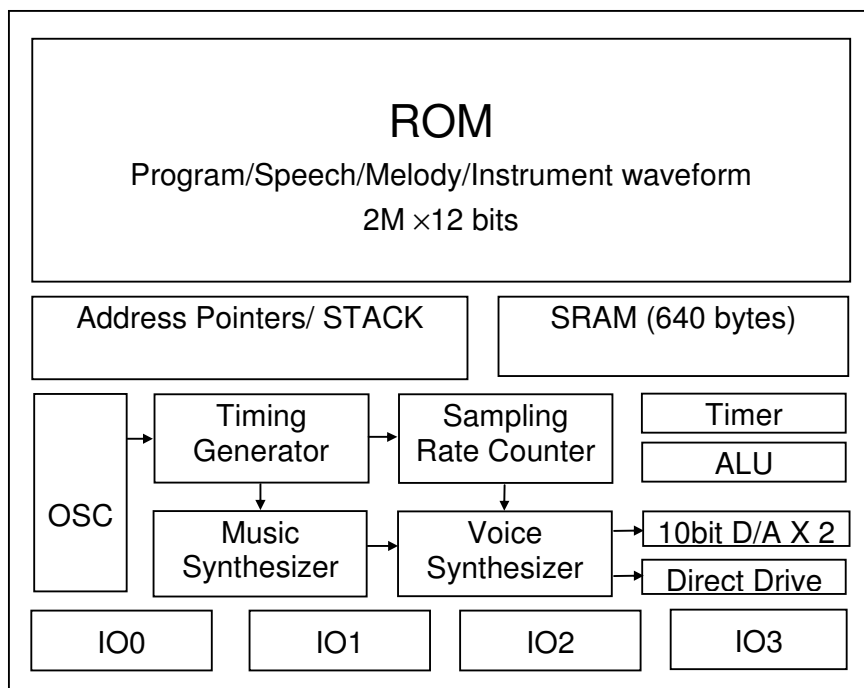 ROM
Program/Speech/Melody/Instrument waveform
2M ×12 bits
Address Pointers/ STACK
SRAM (640 bytes)
OSC
Timing
Generator
Sampling
Rate Counter
Timer
ALU
Music
Synthesizer
Voice
Synthesizer
10bit D/A X 2
Direct Drive
IO0
IO1
IO2
IO3